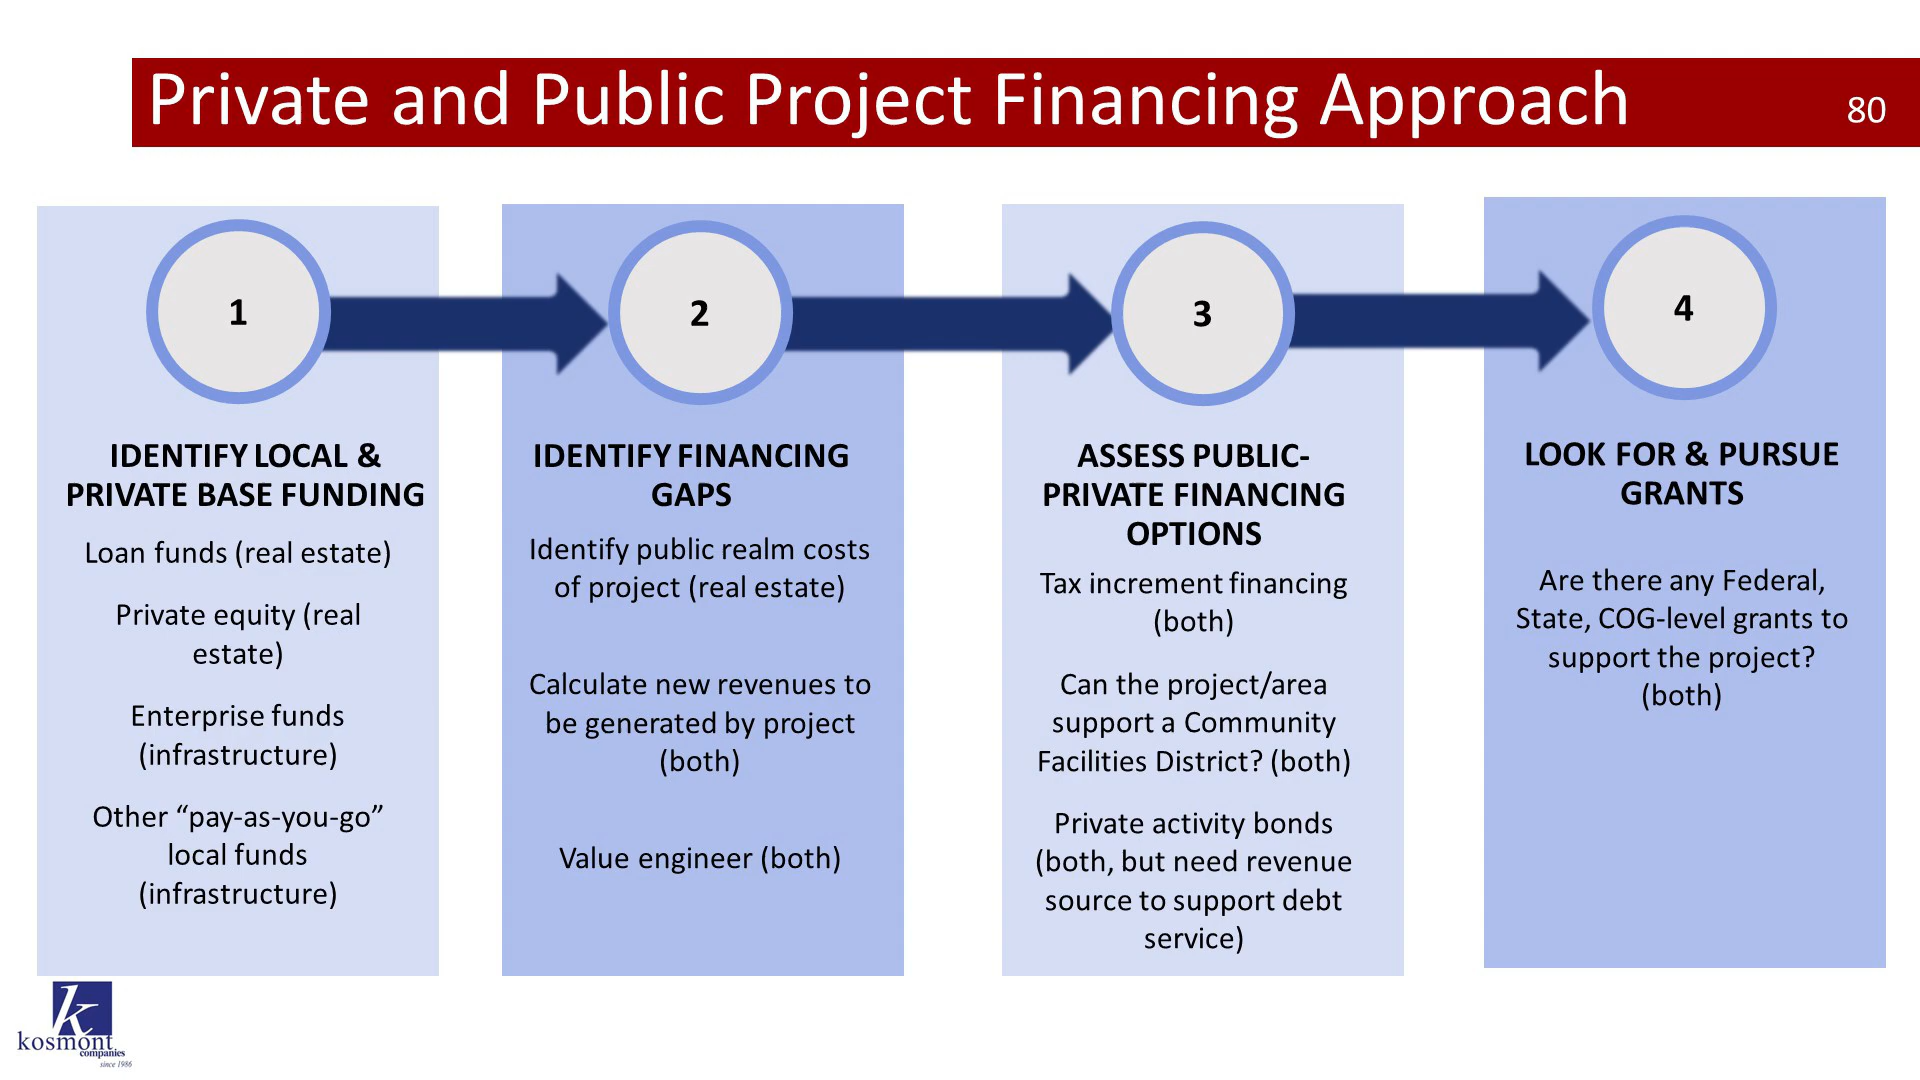 Private and Public Project Financing Approach
80
1
IDENTIFY LOCAL &
PRIVATE BASE FUNDING
Loan funds (real estate)
Private equity (real
estate)
Enterprise funds
(infrastructure)
Other “pay-as-you-go”
local funds
(infrastructure)
2
IDENTIFY FINANCING
GAPS
Identify public realm costs
of project (real estate)
Calculate new revenues to
be generated by project
(both)
Value engineer (both)
3
ASSESS PUBLIC-
PRIVATE FINANCING
OPTIONS
Tax increment financing
(both)
Can the project/area
support a Community
Facilities District? (both)
Private activity bonds
(both, but need revenue
source to support debt
service)
4
LOOK FOR & PURSUE
GRANTS
Are there any Federal,
State, COG-level grants to
support the project?
(both)
k
kosmont
companies
since 1986